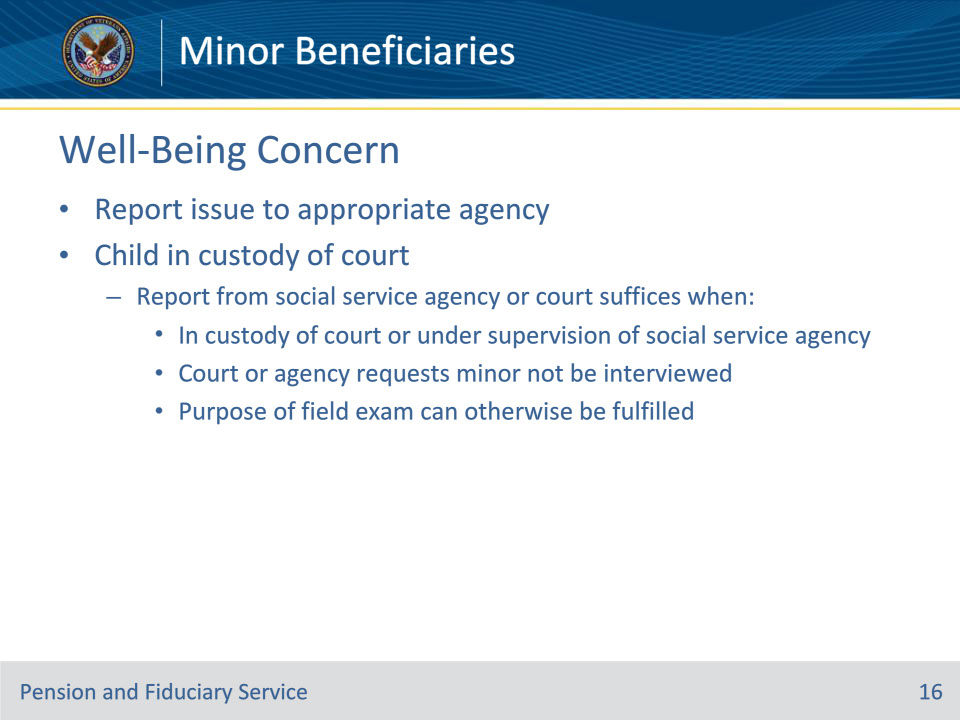 Minor Beneficiaries
Well-Being Concern
• Report issue to appropriate agency
• Child in custody of court
– Report from social service agency or court suffices when:
• In custody of court or under supervision of social service agency
• Court or agency requests minor not be interviewed
• Purpose of field exam can otherwise be fulfilled
Pension and Fiduciary Service
16